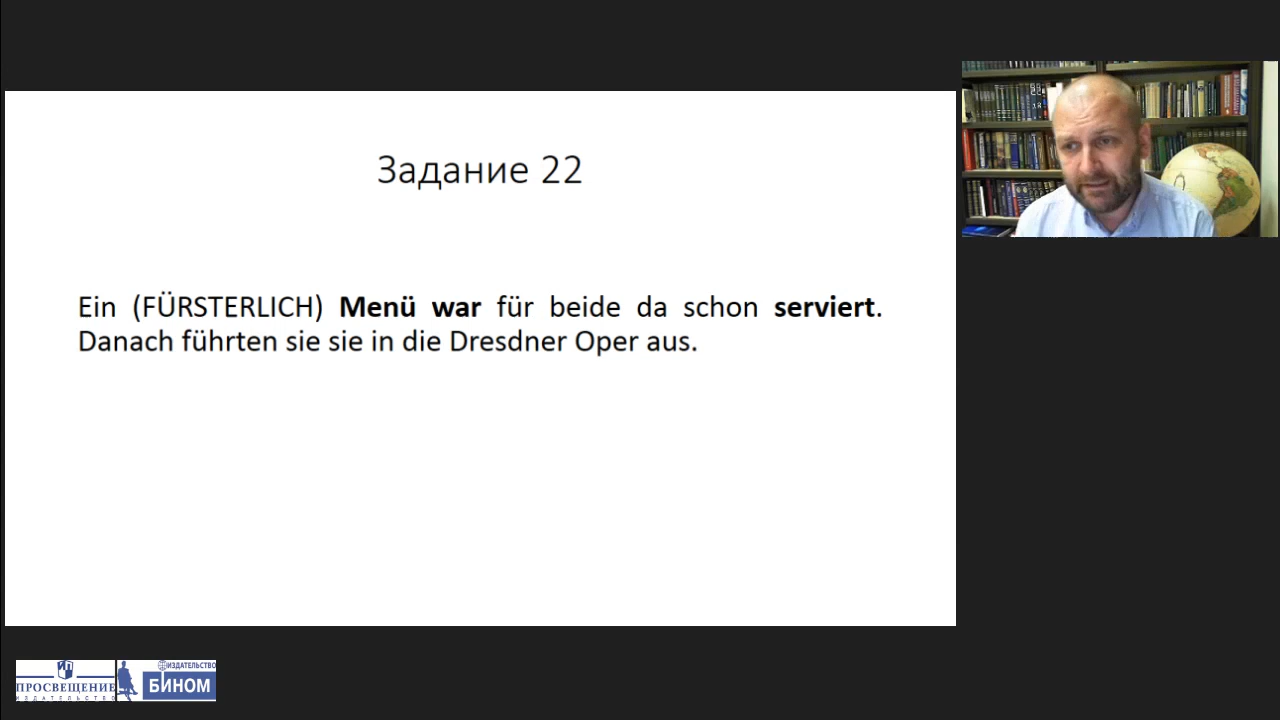 Задание 22
Ein (FÜRSTERLICH) Menü war für beide da schon serviert.
Danach führten sie sie in die Dresdner Oper aus.
ПРОСВЕЩЕНИЕ
ИЗДАТЕЛЬСТВО
ИЗДАТЕЛЬСТВО
БИНОМ